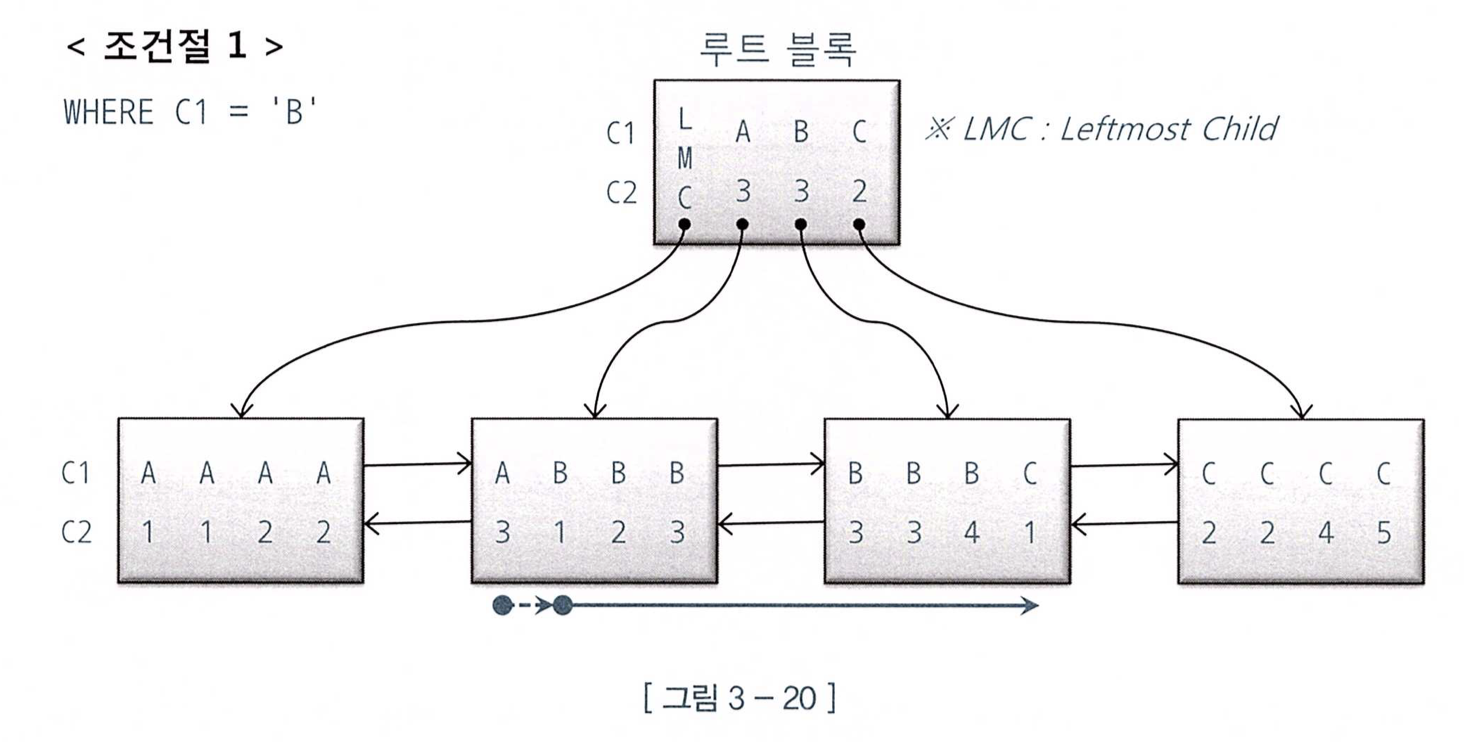 < 조건절 1 >
WHERE C1 = 'B'
루트 블록
C1 L M C A B C
C2 3 3 2
※ LMC : Leftmost Child
C1 A A A A A B B B B B B C C C C C
C2 1 1 2 2 3 1 2 3 3 3 4 1 2 2 4 5
[ 그림 3 – 20 ]